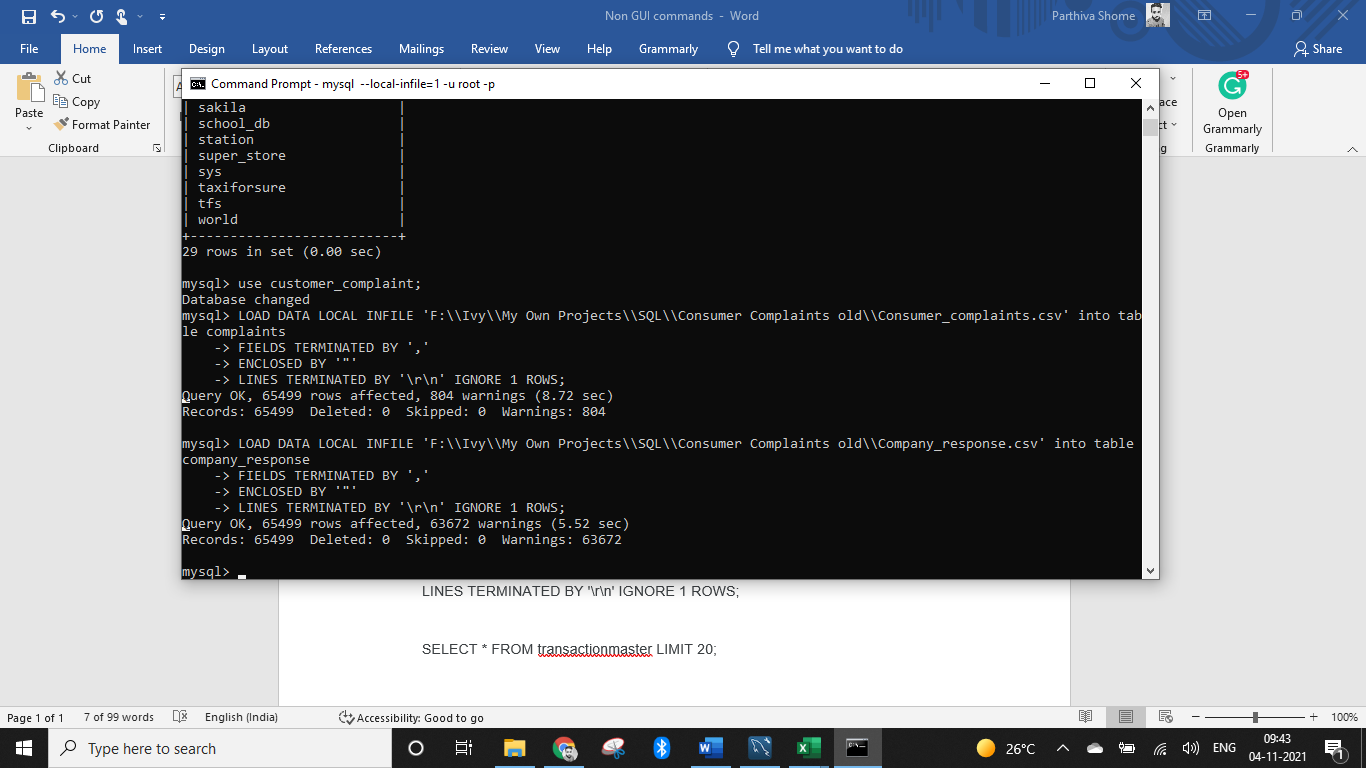 Non GUI commands - Word
Parthiva Shome
File Home Insert Design Layout References Mailings Review View Help Grammarly Tell me what you want to do Share
Cut
Copy
Format Painter
Paste
Clipboard
5+
Open
Grammarly
Grammarly
Command Prompt - mysql --local-infile=1 -u root -p
| sakila |
| school_db |
| station |
| super_store |
| sys |
| taxiforsure |
| tfs |
| world |
+--------------------------+
29 rows in set (0.00 sec)
mysql> use customer_complaint;
Database changed
mysql> LOAD DATA LOCAL INFILE 'F:\\Ivy\\My Own Projects\\SQL\\Consumer Complaints old\\Consumer_complaints.csv' into tab
le complaints
-> FIELDS TERMINATED BY ','
-> ENCLOSED BY '"'
-> LINES TERMINATED BY '\r\n' IGNORE 1 ROWS;
Query OK, 65499 rows affected, 804 warnings (8.72 sec)
Records: 65499 Deleted: 0 Skipped: 0 Warnings: 804
mysql> LOAD DATA LOCAL INFILE 'F:\\Ivy\\My Own Projects\\SQL\\Consumer Complaints old\\Company_response.csv' into table
company_response
-> FIELDS TERMINATED BY ','
-> ENCLOSED BY '"'
-> LINES TERMINATED BY '\r\n' IGNORE 1 ROWS;
Query OK, 65499 rows affected, 63672 warnings (5.52 sec)
Records: 65499 Deleted: 0 Skipped: 0 Warnings: 63672
mysql>
LINES TERMINATED BY '\r\n' IGNORE 1 ROWS;
SELECT * FROM transactionmaster LIMIT 20;
Page 1 of 1 7 of 99 words English (India) Accessibility: Good to go 100%
Type here to search
26°C
ENG
09:43
04-11-2021
1